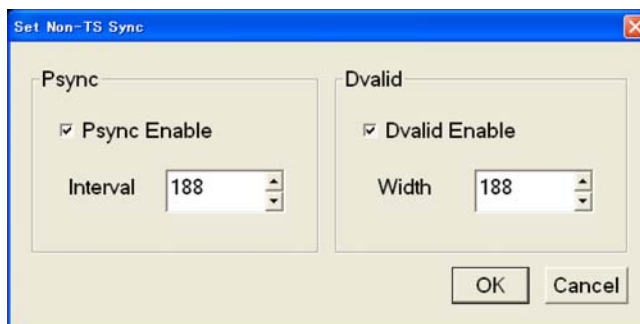 Set Non-TS Sync
Psync
Psync Enable
Interval 188
Dvalid
Dvalid Enable
Width 188
OK Cancel